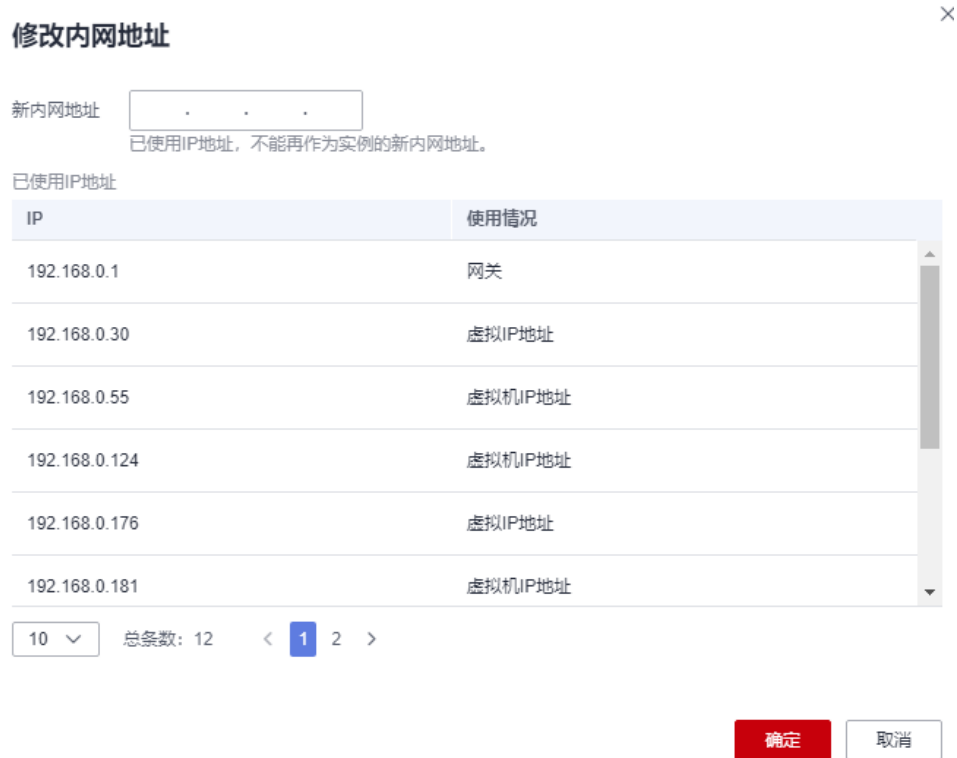 修改内网地址
新内网地址 . . .
已使用IP地址，不能再作为实例的新内网地址。
已使用IP地址
IP 使用情况
192.168.0.1 网关
192.168.0.30 虚拟IP地址
192.168.0.55 虚拟机IP地址
192.168.0.124 虚拟机IP地址
192.168.0.176 虚拟IP地址
192.168.0.181 虚拟机IP地址
10 总条数：12 < 1 2 >
确定 取消